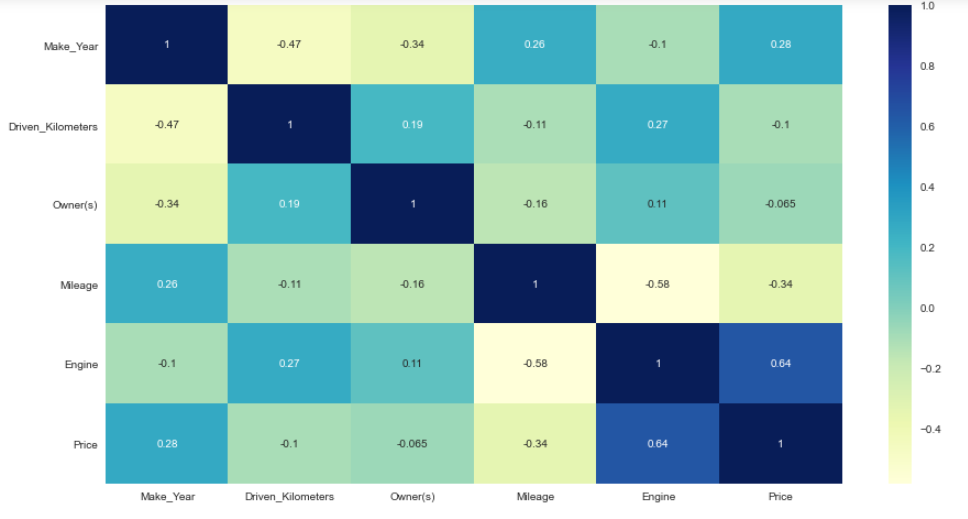 Make_Year 1 -0.47 -0.34 0.26 -0.1 0.28
Driven_Kilometers -0.47 1 0.19 -0.11 0.27 -0.1
Owner(s) -0.34 0.19 1 -0.16 0.11 -0.065
Mileage 0.26 -0.11 -0.16 1 -0.58 -0.34
Engine -0.1 0.27 0.11 -0.58 1 0.64
Price 0.28 -0.1 -0.065 -0.34 0.64 1
Make_Year Driven_Kilometers Owner(s) Mileage Engine Price
1.0
0.8
0.6
0.4
0.2
0.0
−0.2
−0.4